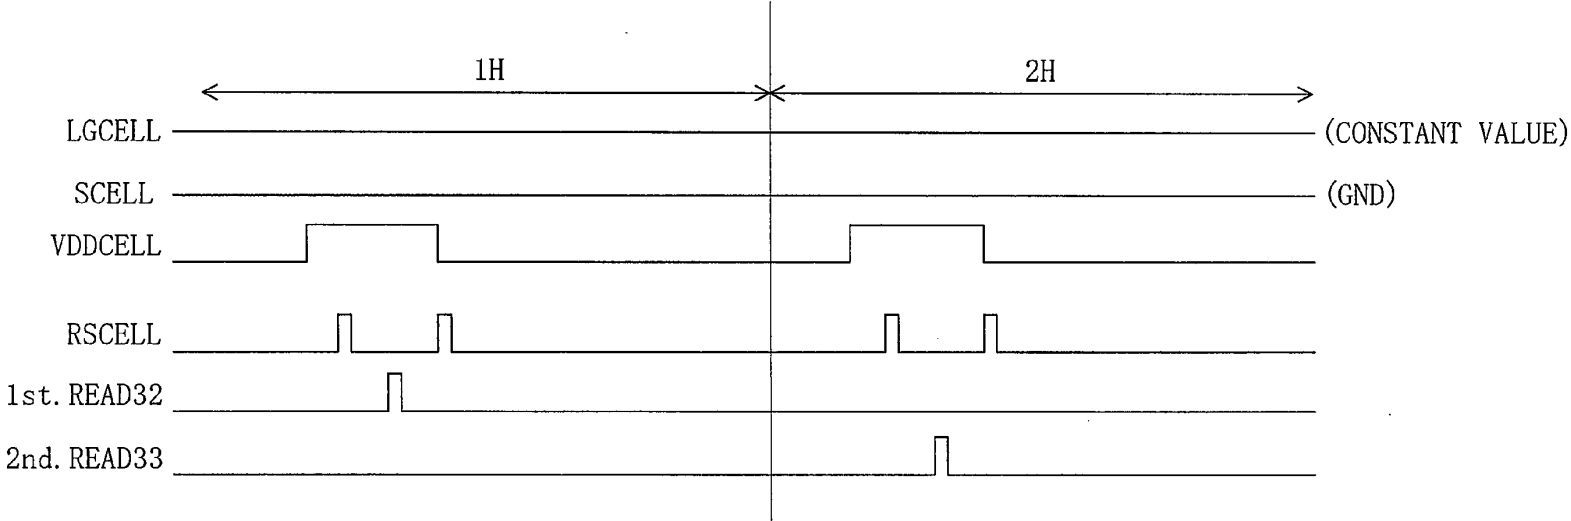 1H 2H
LGCELL (CONSTANT VALUE)
SCELL (GND)
VDDCELL
RSCELL
1st. READ32
2nd. READ33